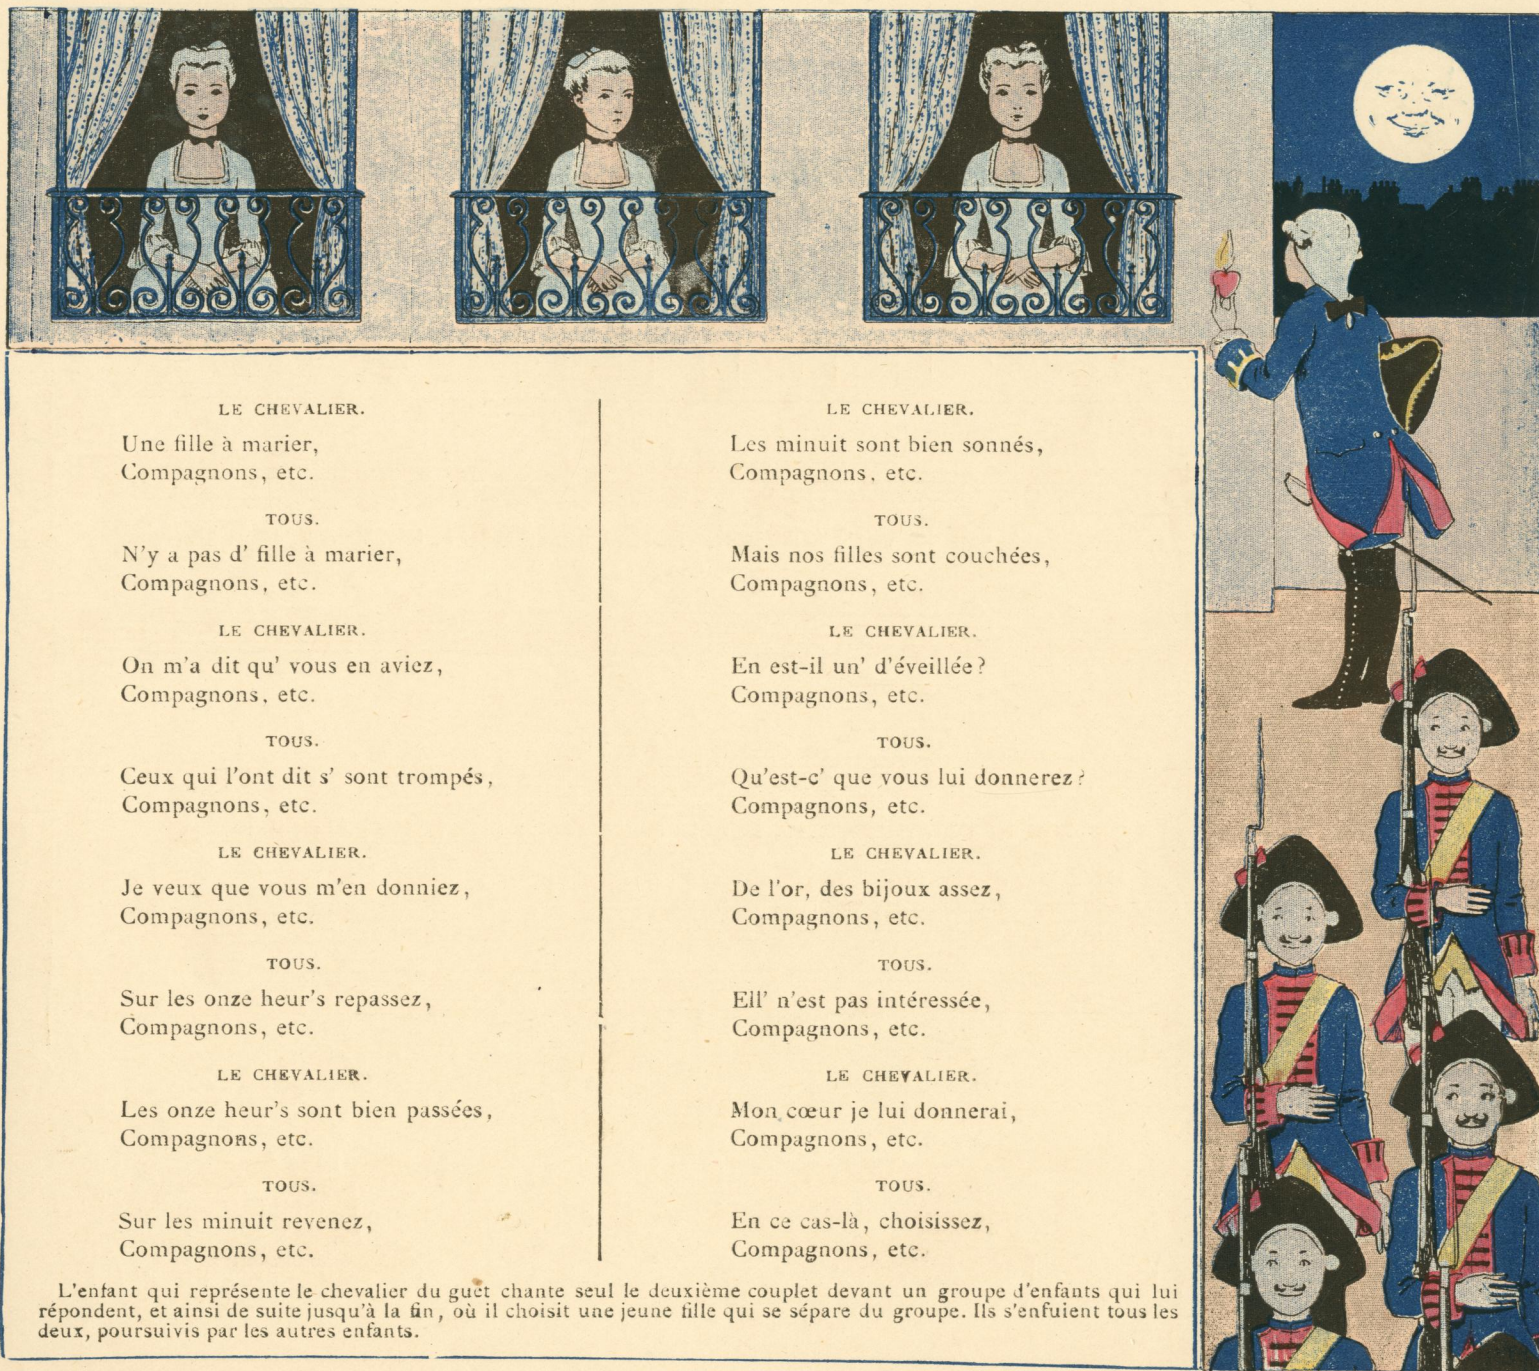 LE CHEVALIER.
Une fille à marier,
Compagnons, etc.
TOUS.
N'y a pas d' fille à marier,
Compagnons, etc.
LE CHEVALIER.
On m'a dit qu' vous en aviez,
Compagnons, etc.
TOUS.
Ceux qui l'ont dit s' sont trompés,
Compagnons, etc.
LE CHEVALIER.
Je veux que vous m'en donniez,
Compagnons, etc.
TOUS.
Sur les onze heur's repassez,
Compagnons, etc.
LE CHEVALIER.
Les onze heur's sont bien passées,
Compagnons, etc.
TOUS.
Sur les minuit revenez,
Compagnons, etc.
LE CHEVALIER.
Les minuit sont bien sonnés,
Compagnons, etc.
TOUS.
Mais nos filles sont couchées,
Compagnons, etc.
LE CHEVALIER.
En est-il un' d'éveillée?
Compagnons, etc.
TOUS.
Qu'est-c' que vous lui donnerez?
Compagnons, etc.
LE CHEVALIER.
De l'or, des bijoux assez,
Compagnons, etc.
TOUS.
Ell' n'est pas intéressée,
Compagnons, etc.
LE CHEVALIER.
Mon cœur je lui donnerai,
Compagnons, etc.
TOUS.
En ce cas-là, choisissez,
Compagnons, etc.
L'enfant qui représente le chevalier du guet chante seul le deuxième couplet devant un groupe d'enfants qui lui
répondent, et ainsi de suite jusqu'à la fin, où il choisit une jeune fille qui se sépare du groupe. Ils s'enfuient tous les
deux, poursuivis par les autres enfants.